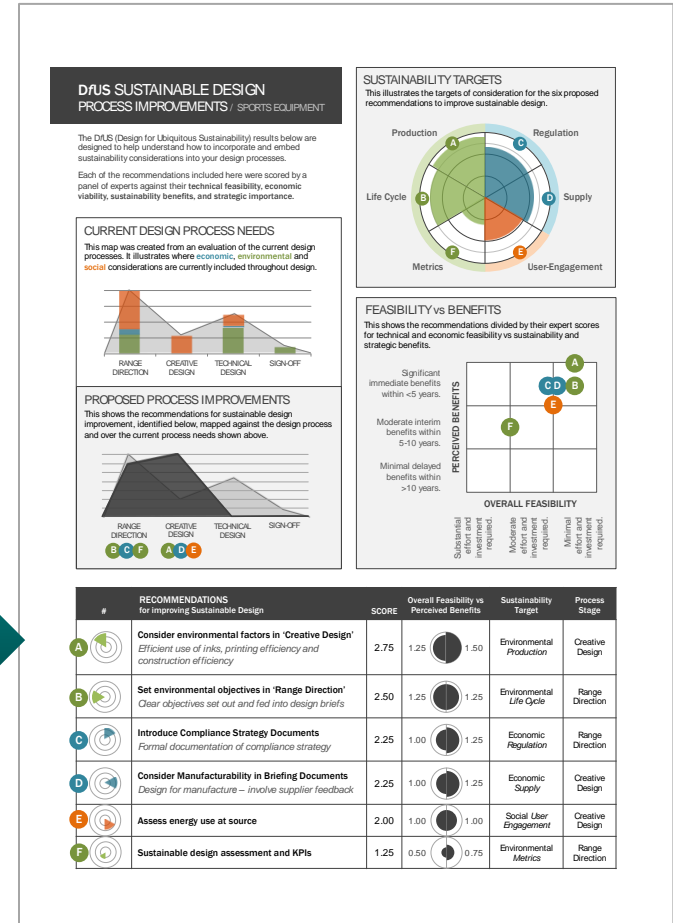 DfUS SUSTAINABLE DESIGN
PROCESS IMPROVEMENTS / SPORTS EQUIPMENT
The DfUS (Design for Ubiquitous Sustainability) results below are
designed to help understand how to incorporate and embed
sustainability considerations into your design processes.
Each of the recommendations included here were scored by a
panel of experts against their technical feasibility, economic
viability, sustainability benefits, and strategic importance.
CURRENT DESIGN PROCESS NEEDS
This map was created from an evaluation of the current design
processes. It illustrates where economic, environmental and
social considerations are currently included throughout design.
RANGE
DIRECTION
CREATIVE
DESIGN
TECHNICAL
DESIGN
SIGN-OFF
PROPOSED PROCESS IMPROVEMENTS
This shows the recommendations for sustainable design
improvement, identified below, mapped against the design process
and over the current process needs shown above.
RANGE
DIRECTION
CREATIVE
DESIGN
TECHNICAL
DESIGN
SIGN-OFF
B C F
A D E
SUSTAINABILITY TARGETS
This illustrates the targets of consideration for the six proposed
recommendations to improve sustainable design.
Production
Regulation
A
C
Life Cycle
B
D
Supply
F
E
Metrics
User-Engagement
FEASIBILITY vs BENEFITS
This shows the recommendations divided by their expert scores
for technical and economic feasibility vs sustainability and
strategic benefits.
Significant
immediate benefits
within <5 years.
Moderate interim
benefits within
5-10 years.
Minimal delayed
benefits within
>10 years.
PERCEIVED BENEFITS
A
C D B
E
F
OVERALL FEASIBILITY
Substantial
effort and
investment
required.
Moderate
effort and
investment
required.
Minimal
effort and
investment
required.
#
RECOMMENDATIONS
for improving Sustainable Design
SCORE
Overall Feasibility vs
Perceived Benefits
Sustainability
Target
Process
Stage
A
Consider environmental factors in ‘Creative Design’
Efficient use of inks, printing efficiency and
construction efficiency
2.75
1.25 1.50
Environmental
Production
Creative
Design
B
Set environmental objectives in ‘Range Direction’
Clear objectives set out and fed into design briefs
2.50
1.25 1.25
Environmental
Life Cycle
Range
Direction
C
Introduce Compliance Strategy Documents
Formal documentation of compliance strategy
2.25
1.00 1.25
Economic
Regulation
Range
Direction
D
Consider Manufacturability in Briefing Documents
Design for manufacture – involve supplier feedback
2.25
1.00 1.25
Economic
Supply
Creative
Design
E
Assess energy use at source
2.00
1.00 1.00
Social User
Engagement
Creative
Design
F
Sustainable design assessment and KPIs
1.25
0.50 0.75
Environmental
Metrics
Range
Direction